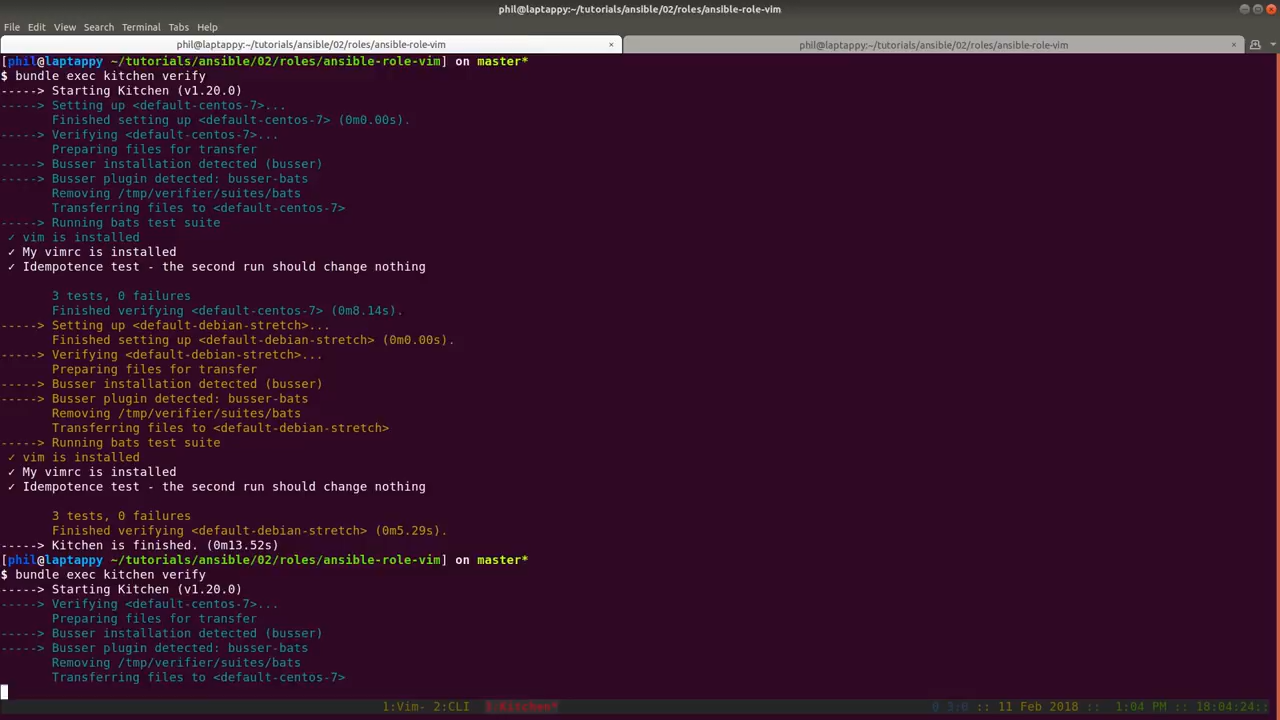 phil@laptappy:~/tutorials/ansible/02/roles/ansible-role-vim
File Edit View Search Terminal Tabs Help
phil@laptappy:~/tutorials/ansible/02/roles/ansible-role-vim × phil@laptappy:~/tutorials/ansible/02/roles/ansible-role-vim ×
[phil@laptappy ~/tutorials/ansible/02/roles/ansible-role-vim] on master*
$ bundle exec kitchen verify
-----> Starting Kitchen (v1.20.0)
-----> Setting up <default-centos-7>...
Finished setting up <default-centos-7> (0m0.00s).
-----> Verifying <default-centos-7>...
Preparing files for transfer
-----> Busser installation detected (busser)
-----> Busser plugin detected: busser-bats
Removing /tmp/verifier/suites/bats
Transferring files to <default-centos-7>
-----> Running bats test suite
✓ vim is installed
✓ My vimrc is installed
✓ Idempotence test - the second run should change nothing
3 tests, 0 failures
Finished verifying <default-centos-7> (0m8.14s).
-----> Setting up <default-debian-stretch>...
Finished setting up <default-debian-stretch> (0m0.00s).
-----> Verifying <default-debian-stretch>...
Preparing files for transfer
-----> Busser installation detected (busser)
-----> Busser plugin detected: busser-bats
Removing /tmp/verifier/suites/bats
Transferring files to <default-debian-stretch>
-----> Running bats test suite
✓ vim is installed
✓ My vimrc is installed
✓ Idempotence test - the second run should change nothing
3 tests, 0 failures
Finished verifying <default-debian-stretch> (0m5.29s).
-----> Kitchen is finished. (0m13.52s)
[phil@laptappy ~/tutorials/ansible/02/roles/ansible-role-vim] on master*
$ bundle exec kitchen verify
-----> Starting Kitchen (v1.20.0)
-----> Verifying <default-centos-7>...
Preparing files for transfer
-----> Busser installation detected (busser)
-----> Busser plugin detected: busser-bats
Removing /tmp/verifier/suites/bats
Transferring files to <default-centos-7>
1:Vim- 2:CLI 3:Kitchen* 0 3:0 :: 11 Feb 2018 :: 1:04 PM :: 18:04:24::